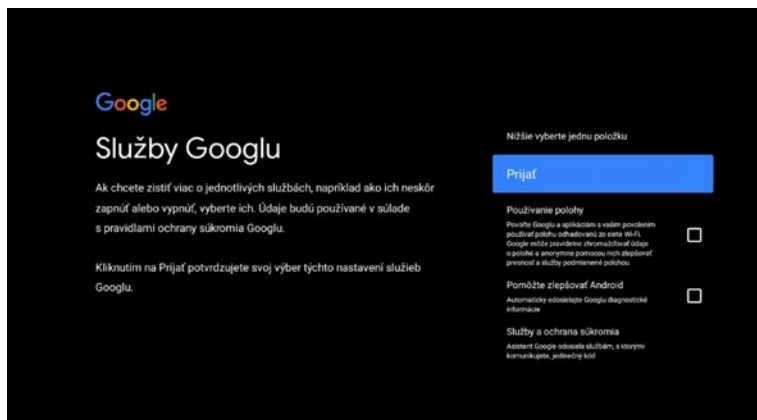 Google
Služby Googlu
Ak chcete zistiť viac o jednotlivých službách, napríklad ako ich neskôr
zapnúť alebo vypnúť, vyberte ich. Údaje budú používané v súlade
s pravidlami ochrany súkromia Googlu.
Kliknutím na Prijať potvrdzujete svoj výber týchto nastavení služieb
Googlu.
Nižšie vyberte jednu položku
Prijať
Používanie polohy
Povoľte Googlu a aplikáciám s vaším povolením
používať polohu odhadovanú zo siete Wi-Fi.
Google môže pravidelne zhromažďovať údaje
o polohe a anonymne pomocou nich zlepšovať
presnosť a služby podmienené polohou.
Pomôžte zlepšovať Android
Automaticky odosielajte Googlu diagnostické
informácie
Služby a ochrana súkromia
Asistent Google odosiela službám, s ktorými
komunikujete, jedinečný kód